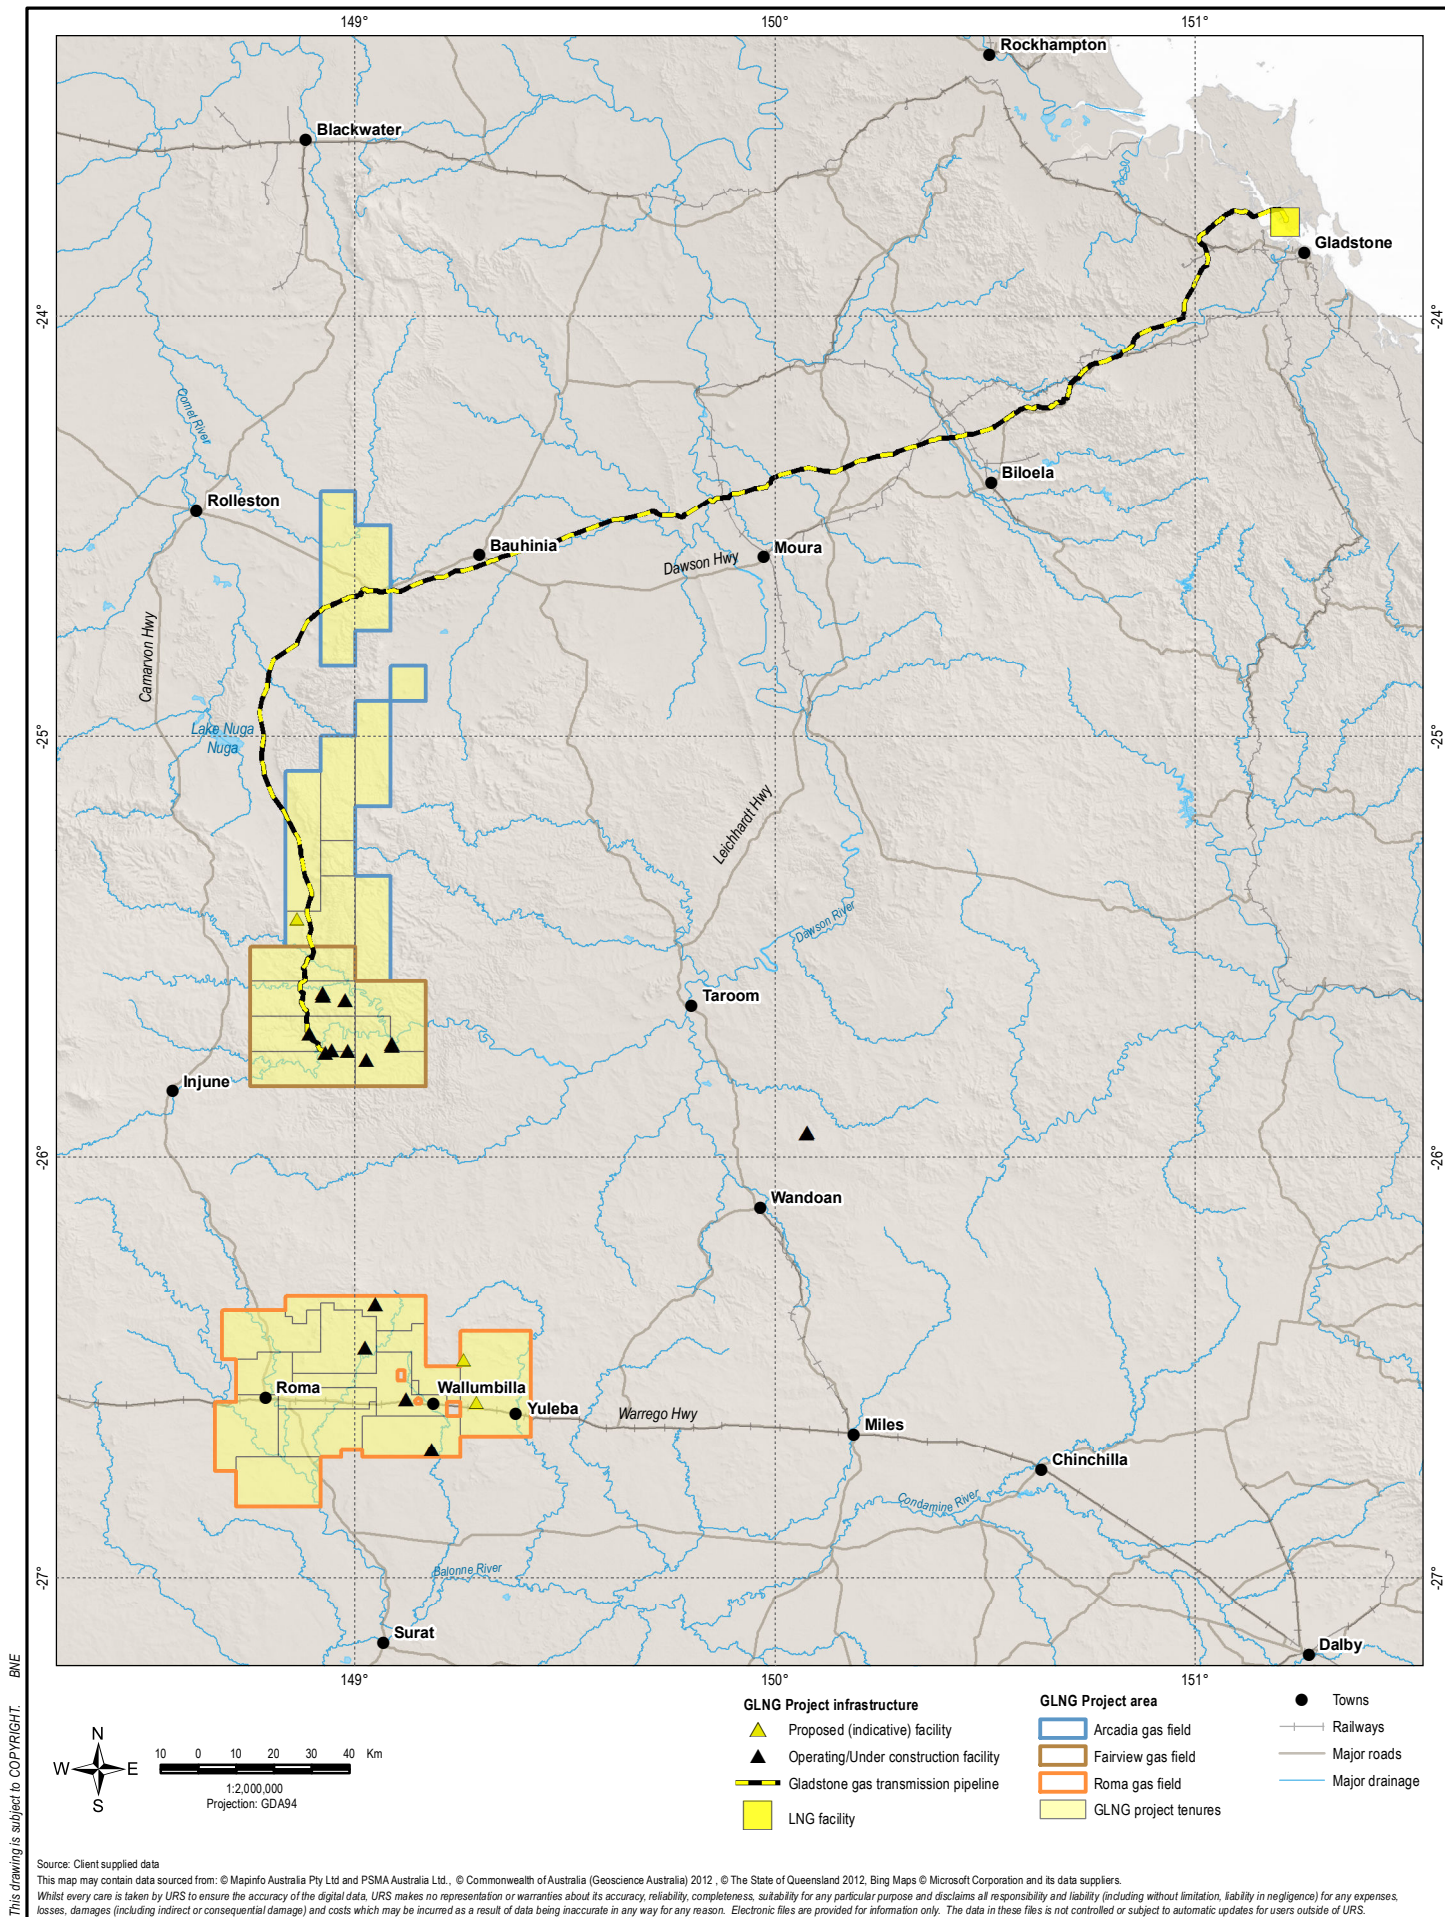 149°
150°
151°
Rockhampton
Blackwater
Gladstone
-24°
-24°
Comet River
Rolleston
Biloela
Bauhinia
Moura
Dawson Hwy
Carnarvon Hwy
Lake Nuga
Nuga
-25°
-25°
Leichhardt Hwy
Dawson River
Taroom
Injune
-26°
-26°
Wandoan
Roma
Wallumbilla
Yuleba
Warrego Hwy
Miles
Chinchilla
Condamine River
Balonne River
-27°
-27°
Surat
Dalby
149°
150°
151°
This drawing is subject to COPYRIGHT. BNE
N
W E
S
10 0 10 20 30 40 Km
1:2,000,000
Projection: GDA94
GLNG Project infrastructure
Proposed (indicative) facility
Operating/Under construction facility
Gladstone gas transmission pipeline
LNG facility
GLNG Project area
Arcadia gas field
Fairview gas field
Roma gas field
GLNG project tenures
Towns
Railways
Major roads
Major drainage
Source: Client supplied data
This map may contain data sourced from: © Mapinfo Australia Pty Ltd and PSMA Australia Ltd., © Commonwealth of Australia (Geoscience Australia) 2012 , © The State of Queensland 2012, Bing Maps © Microsoft Corporation and its data suppliers.
Whilst every care is taken by URS to ensure the accuracy of the digital data, URS makes no representation or warranties about its accuracy, reliability, completeness, suitability for any particular purpose and disclaims all responsibility and liability (including without limitation, liability in negligence) for any expenses,
losses, damages (including indirect or consequential damage) and costs which may be incurred as a result of data being inaccurate in any way for any reason. Electronic files are provided for information only. The data in these files is not controlled or subject to automatic updates for users outside of URS.